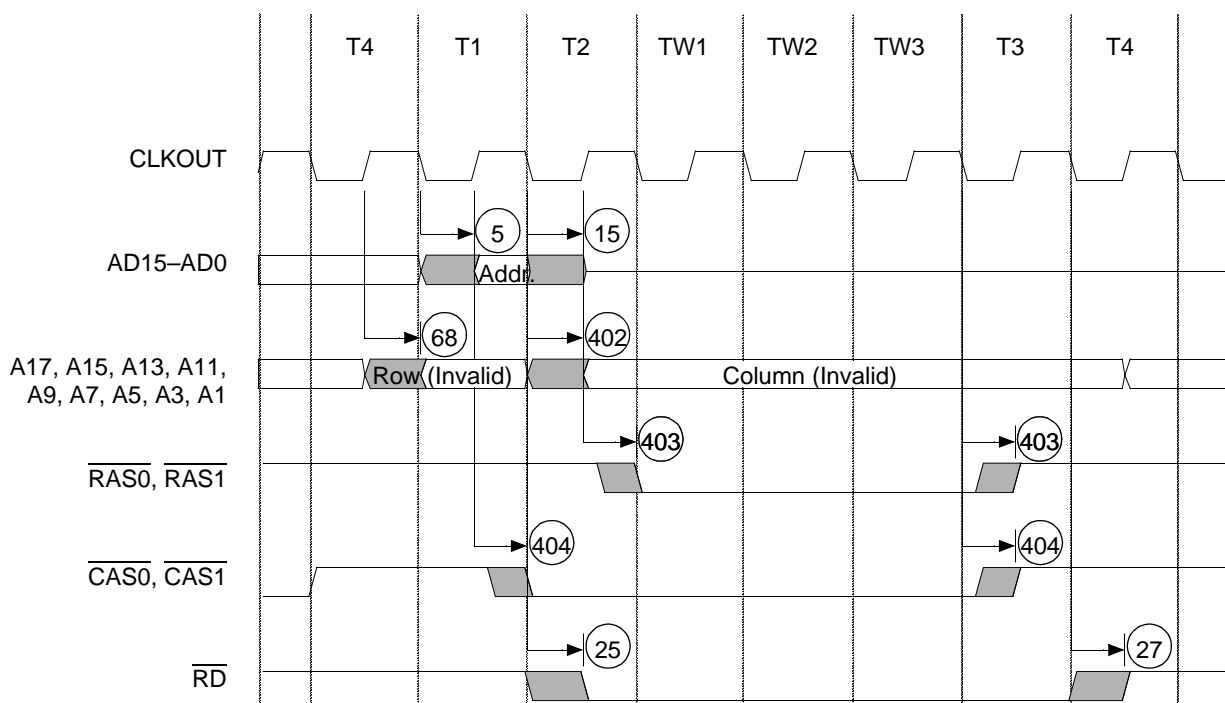 T4 T1 T2 TW1 TW2 TW3 T3 T4
CLKOUT
5 15
AD15–AD0
Addr.
68 402
A17, A15, A13, A11,
A9, A7, A5, A3, A1
Row (Invalid) Column (Invalid)
403 403
RAS0, RAS1
404 404
CAS0, CAS1
25 27
RD